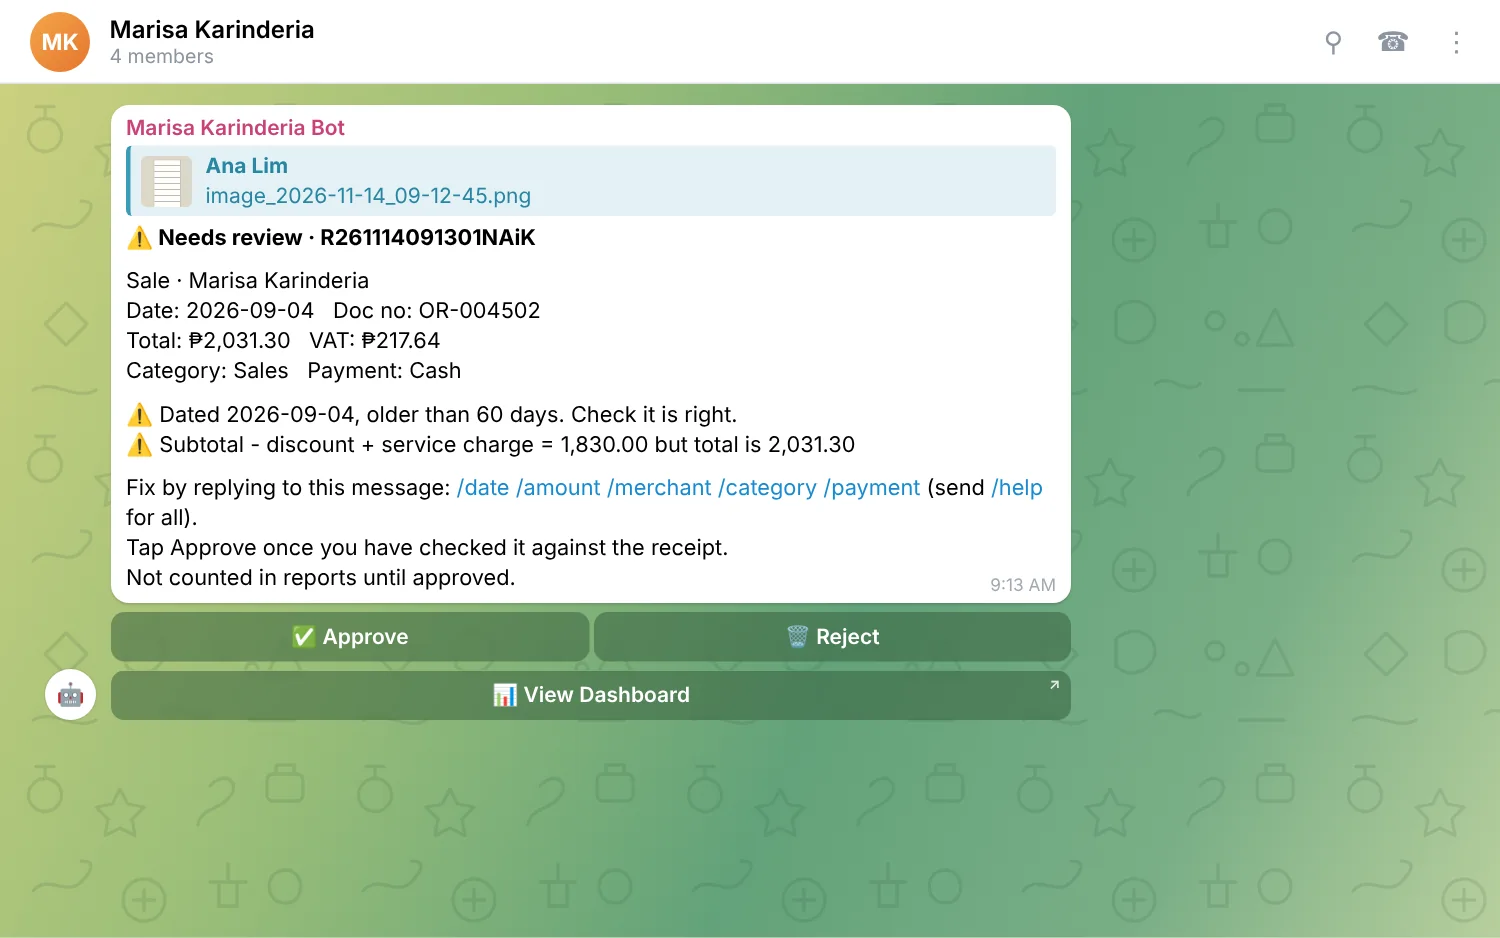 MK
Marisa Karinderia
4 members
Marisa Karinderia Bot
Ana Lim
image_2026-11-14_09-12-45.png
⚠️ Needs review · R261114091301NAiK
Sale · Marisa Karinderia
Date: 2026-09-04 Doc no: OR-004502
Total: ₱2,031.30 VAT: ₱217.64
Category: Sales Payment: Cash
⚠️ Dated 2026-09-04, older than 60 days. Check it is right.
⚠️ Subtotal - discount + service charge = 1,830.00 but total is 2,031.30
Fix by replying to this message: /date /amount /merchant /category /payment (send /help
for all).
Tap Approve once you have checked it against the receipt.
Not counted in reports until approved.
9:13 AM
✅ Approve
🗑️ Reject
📊 View Dashboard